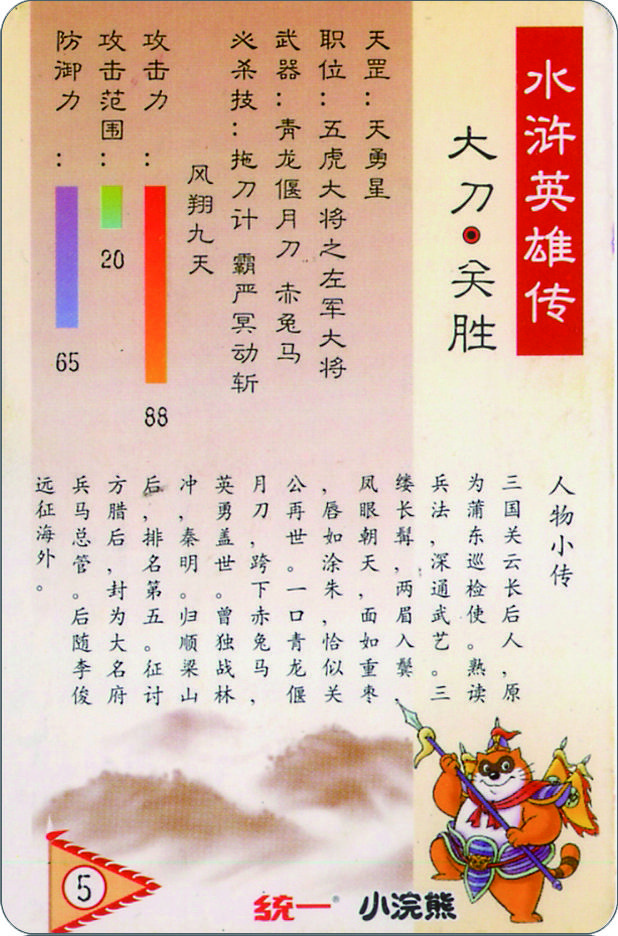 水浒英雄传
大刀·关胜
天罡：天勇星
职位：五虎大将之左军大将
武器：青龙偃月刀 赤兔马
必杀技：拖刀计 霸严冥动斩
风翔九天
攻击力：
88
攻击范围：
20
防御力：
65
人物小传
三国关云长后人，原
为蒲东巡检使。熟读
兵法，深通武艺。三
缕长髯，两眉入鬓，
凤眼朝天，面如重枣
，唇如涂朱，恰似关
公再世。一口青龙偃
月刀，跨下赤兔马，
英勇盖世。曾独战林
冲，秦明。归顺梁山
后，排名第五。征讨
方腊后，封为大名府
兵马总管。后随李俊
远征海外。
5
统一® 小浣熊